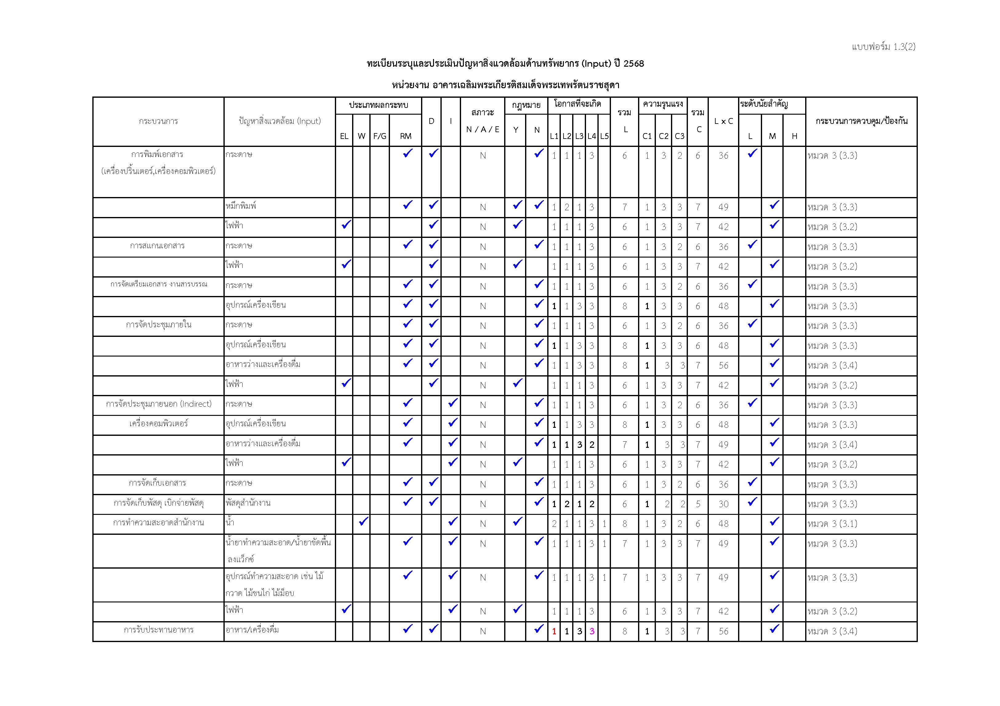 แบบฟอร์ม 1.3(2)
ทะเบียนระบุและประเมินปัญหาสิ่งแวดล้อมด้านทรัพยากร (Input) ปี 2568
หน่วยงาน อาคารเฉลิมพระเกียรติสมเด็จพระเทพรัตนราชสุดา
กระบวนการ ปัญหาสิ่งแวดล้อม (Input) ประเภทผลกระทบ D I สภาวะ N / A / E กฎหมาย โอกาสที่จะเกิด รวม L ความรุนแรง รวม C L x C ระดับนัยสำคัญ กระบวนการควบคุม/ป้องกัน
EL W F/G RM Y N L1 L2 L3 L4 L5 C1 C2 C3 L M H
การพิมพ์เอกสาร กระดาษ ✓ ✓ N ✓ 1 1 1 3 6 1 3 2 6 36 ✓ หมวด 3 (3.3)
(เครื่องปริ้นเตอร์,เครื่องคอมพิวเตอร์)
หมึกพิมพ์ ✓ ✓ N ✓ ✓ 1 2 1 3 7 1 3 3 7 49 ✓ หมวด 3 (3.3)
ไฟฟ้า ✓ ✓ N ✓ 1 1 1 3 6 1 3 3 7 42 ✓ หมวด 3 (3.2)
การสแกนเอกสาร กระดาษ ✓ ✓ N ✓ 1 1 1 3 6 1 3 2 6 36 ✓ หมวด 3 (3.3)
ไฟฟ้า ✓ ✓ N ✓ 1 1 1 3 6 1 3 3 7 42 ✓ หมวด 3 (3.2)
การจัดเตรียมเอกสาร งานสารบรรณ กระดาษ ✓ ✓ N ✓ 1 1 1 3 6 1 3 2 6 36 ✓ หมวด 3 (3.3)
อุปกรณ์เครื่องเขียน ✓ ✓ N ✓ 1 1 3 3 8 1 3 3 6 48 ✓ หมวด 3 (3.3)
การจัดประชุมภายใน กระดาษ ✓ ✓ N ✓ 1 1 1 3 6 1 3 2 6 36 ✓ หมวด 3 (3.3)
อุปกรณ์เครื่องเขียน ✓ ✓ N ✓ 1 1 3 3 8 1 3 3 6 48 ✓ หมวด 3 (3.3)
อาหารว่างและเครื่องดื่ม ✓ ✓ N ✓ 1 1 3 3 8 1 3 3 7 56 ✓ หมวด 3 (3.4)
ไฟฟ้า ✓ ✓ N ✓ 1 1 1 3 6 1 3 3 7 42 ✓ หมวด 3 (3.2)
การจัดประชุมภายนอก (Indirect) กระดาษ ✓ ✓ N ✓ 1 1 1 3 6 1 3 2 6 36 ✓ หมวด 3 (3.3)
เครื่องคอมพิวเตอร์ อุปกรณ์เครื่องเขียน ✓ ✓ N ✓ 1 1 3 3 8 1 3 3 6 48 ✓ หมวด 3 (3.3)
อาหารว่างและเครื่องดื่ม ✓ ✓ N ✓ 1 1 3 2 7 1 3 3 7 49 ✓ หมวด 3 (3.4)
ไฟฟ้า ✓ ✓ N ✓ 1 1 1 3 6 1 3 3 7 42 ✓ หมวด 3 (3.2)
การจัดเก็บเอกสาร กระดาษ ✓ ✓ N ✓ 1 1 1 3 6 1 3 2 6 36 ✓ หมวด 3 (3.3)
การจัดเก็บพัสดุ เบิกจ่ายพัสดุ พัสดุสำนักงาน ✓ ✓ N ✓ 1 2 1 2 6 1 2 2 5 30 ✓ หมวด 3 (3.3)
การทำความสะอาดสำนักงาน น้ำ ✓ ✓ N ✓ 2 1 1 3 1 8 1 3 2 6 48 ✓ หมวด 3 (3.1)
น้ำยาทำความสะอาด/น้ำยาขัดพื้น ✓ ✓ N ✓ 1 1 1 3 1 7 1 3 3 7 49 ✓ หมวด 3 (3.3)
ลงแว็กซ์
อุปกรณ์ทำความสะอาด เช่น ไม้ ✓ ✓ N ✓ 1 1 1 3 1 7 1 3 3 7 49 ✓ หมวด 3 (3.3)
กวาด ไม้ขนไก่ ไม้ม็อบ
ไฟฟ้า ✓ ✓ N ✓ 1 1 1 3 6 1 3 3 7 42 ✓ หมวด 3 (3.2)
การรับประทานอาหาร อาหาร/เครื่องดื่ม ✓ ✓ N ✓ 1 1 3 3 8 1 3 3 7 56 ✓ หมวด 3 (3.4)